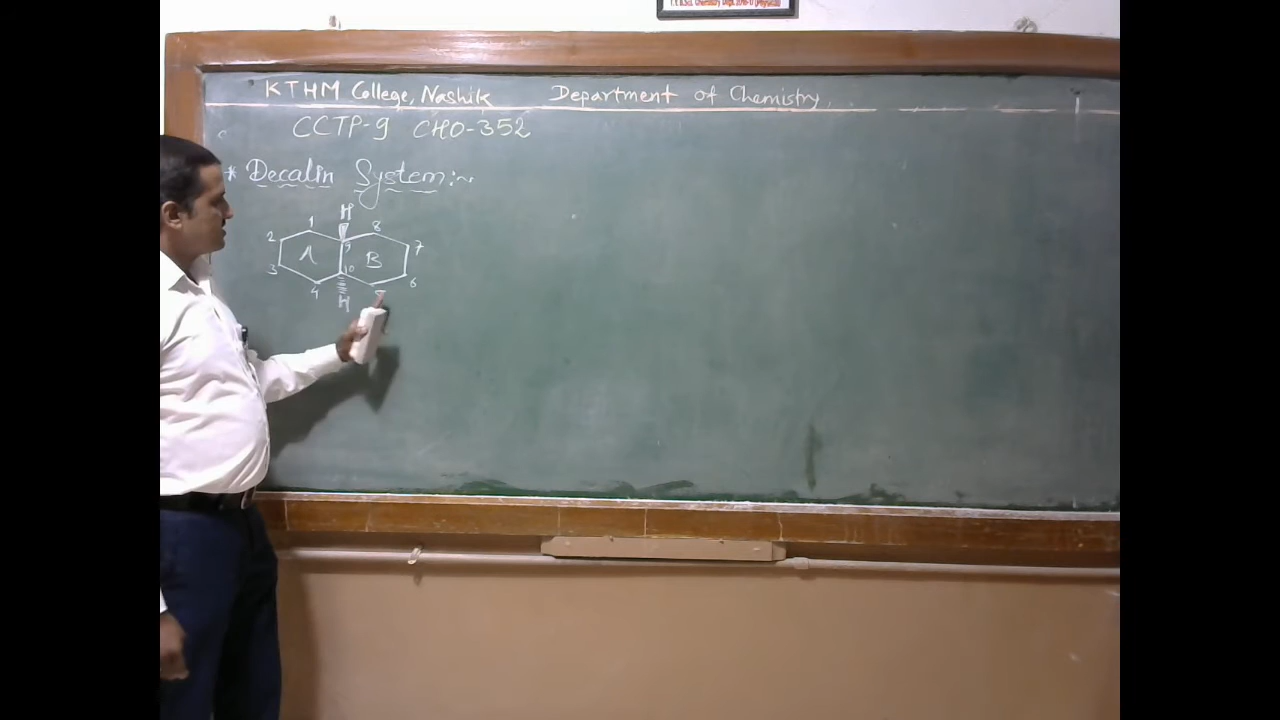 KTHM College, Nashik Department of Chemistry.
CCTP-9 CHO-352
* Decalin System:~
H
1 8
2 9 7
A B
3 10 6
4 5
H